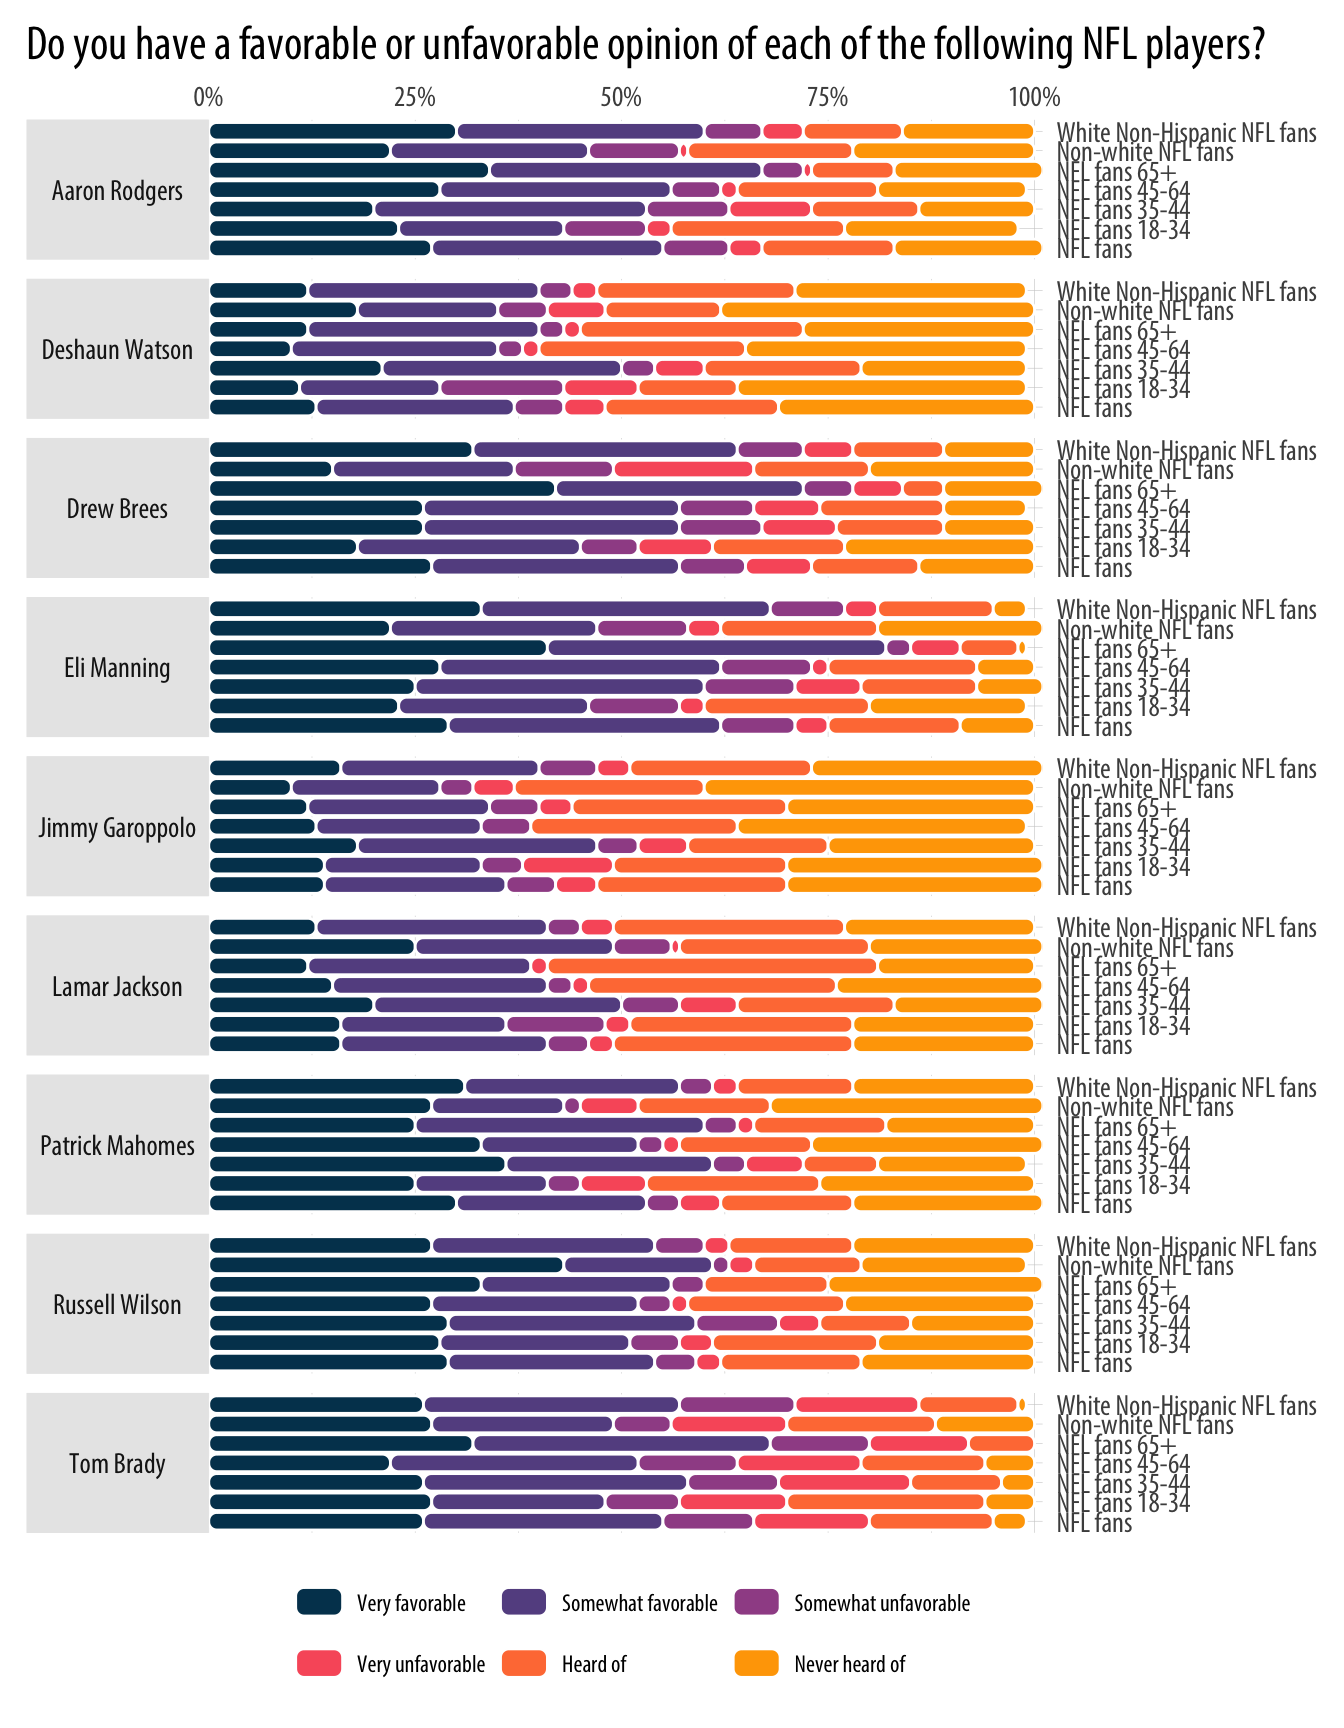 Do you have a favorable or unfavorable opinion of each of the following NFL players?
0% 25% 50% 75% 100%
Aaron Rodgers
White Non-Hispanic NFL fans
Non-white NFL fans
NFL fans 65+
NFL fans 45-64
NFL fans 35-44
NFL fans 18-34
NFL fans
Deshaun Watson
White Non-Hispanic NFL fans
Non-white NFL fans
NFL fans 65+
NFL fans 45-64
NFL fans 35-44
NFL fans 18-34
NFL fans
Drew Brees
White Non-Hispanic NFL fans
Non-white NFL fans
NFL fans 65+
NFL fans 45-64
NFL fans 35-44
NFL fans 18-34
NFL fans
Eli Manning
White Non-Hispanic NFL fans
Non-white NFL fans
NFL fans 65+
NFL fans 45-64
NFL fans 35-44
NFL fans 18-34
NFL fans
Jimmy Garoppolo
White Non-Hispanic NFL fans
Non-white NFL fans
NFL fans 65+
NFL fans 45-64
NFL fans 35-44
NFL fans 18-34
NFL fans
Lamar Jackson
White Non-Hispanic NFL fans
Non-white NFL fans
NFL fans 65+
NFL fans 45-64
NFL fans 35-44
NFL fans 18-34
NFL fans
Patrick Mahomes
White Non-Hispanic NFL fans
Non-white NFL fans
NFL fans 65+
NFL fans 45-64
NFL fans 35-44
NFL fans 18-34
NFL fans
Russell Wilson
White Non-Hispanic NFL fans
Non-white NFL fans
NFL fans 65+
NFL fans 45-64
NFL fans 35-44
NFL fans 18-34
NFL fans
Tom Brady
White Non-Hispanic NFL fans
Non-white NFL fans
NFL fans 65+
NFL fans 45-64
NFL fans 35-44
NFL fans 18-34
NFL fans
Very favorable Somewhat favorable Somewhat unfavorable
Very unfavorable Heard of Never heard of